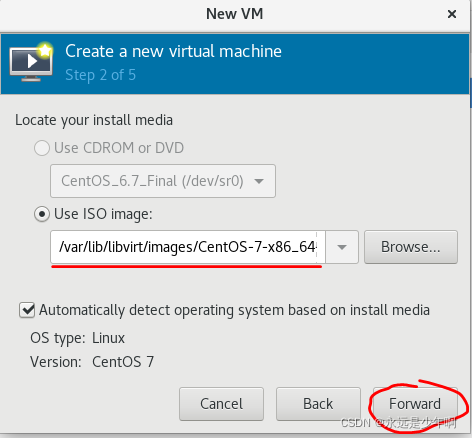 New VM
Create a new virtual machine
Step 2 of 5
Locate your install media
Use CDROM or DVD
CentOS_6.7_Final (/dev/sr0)
Use ISO image:
/var/lib/libvirt/images/CentOS-7-x86_64-
Browse...
Automatically detect operating system based on install media
OS type: Linux
Version: CentOS 7
Cancel Back Forward
CSDN @永远是少年啊